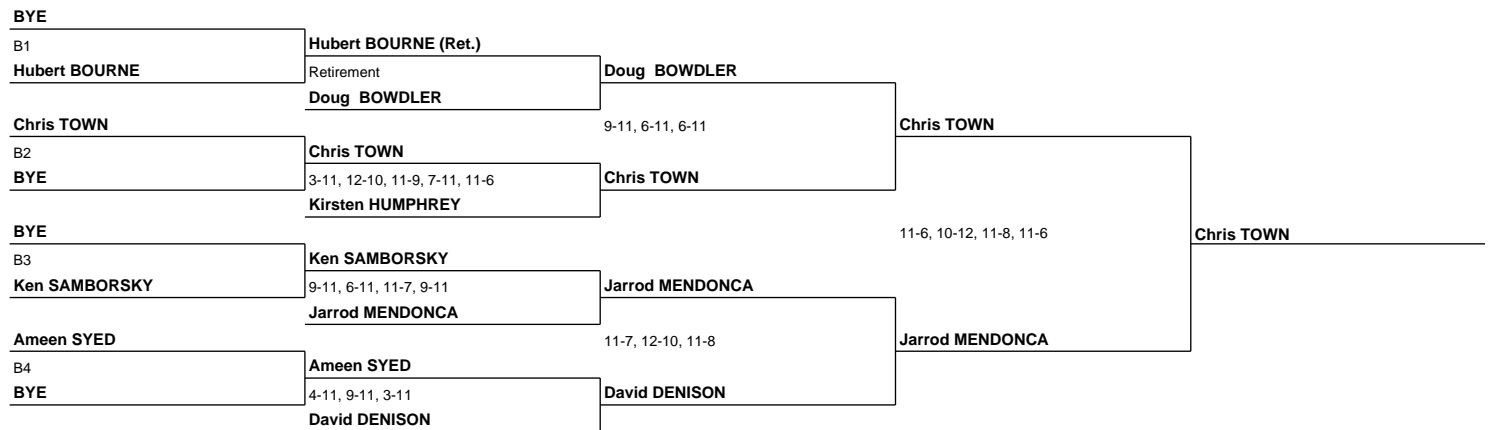 BYE
B1
Hubert BOURNE (Ret.)
Hubert BOURNE
Retirement
Doug  BOWDLER
Doug  BOWDLER
Chris TOWN
9-11, 6-11, 6-11
Chris TOWN
B2
Chris TOWN
BYE
3-11, 12-10, 11-9, 7-11, 11-6
Chris TOWN
Kirsten HUMPHREY
BYE
11-6, 10-12, 11-8, 11-6
Chris TOWN
B3
Ken SAMBORSKY
Ken SAMBORSKY
9-11, 6-11, 11-7, 9-11
Jarrod MENDONCA
Jarrod MENDONCA
Ameen SYED
11-7, 12-10, 11-8
Jarrod MENDONCA
B4
Ameen SYED
BYE
4-11, 9-11, 3-11
David DENISON
David DENISON